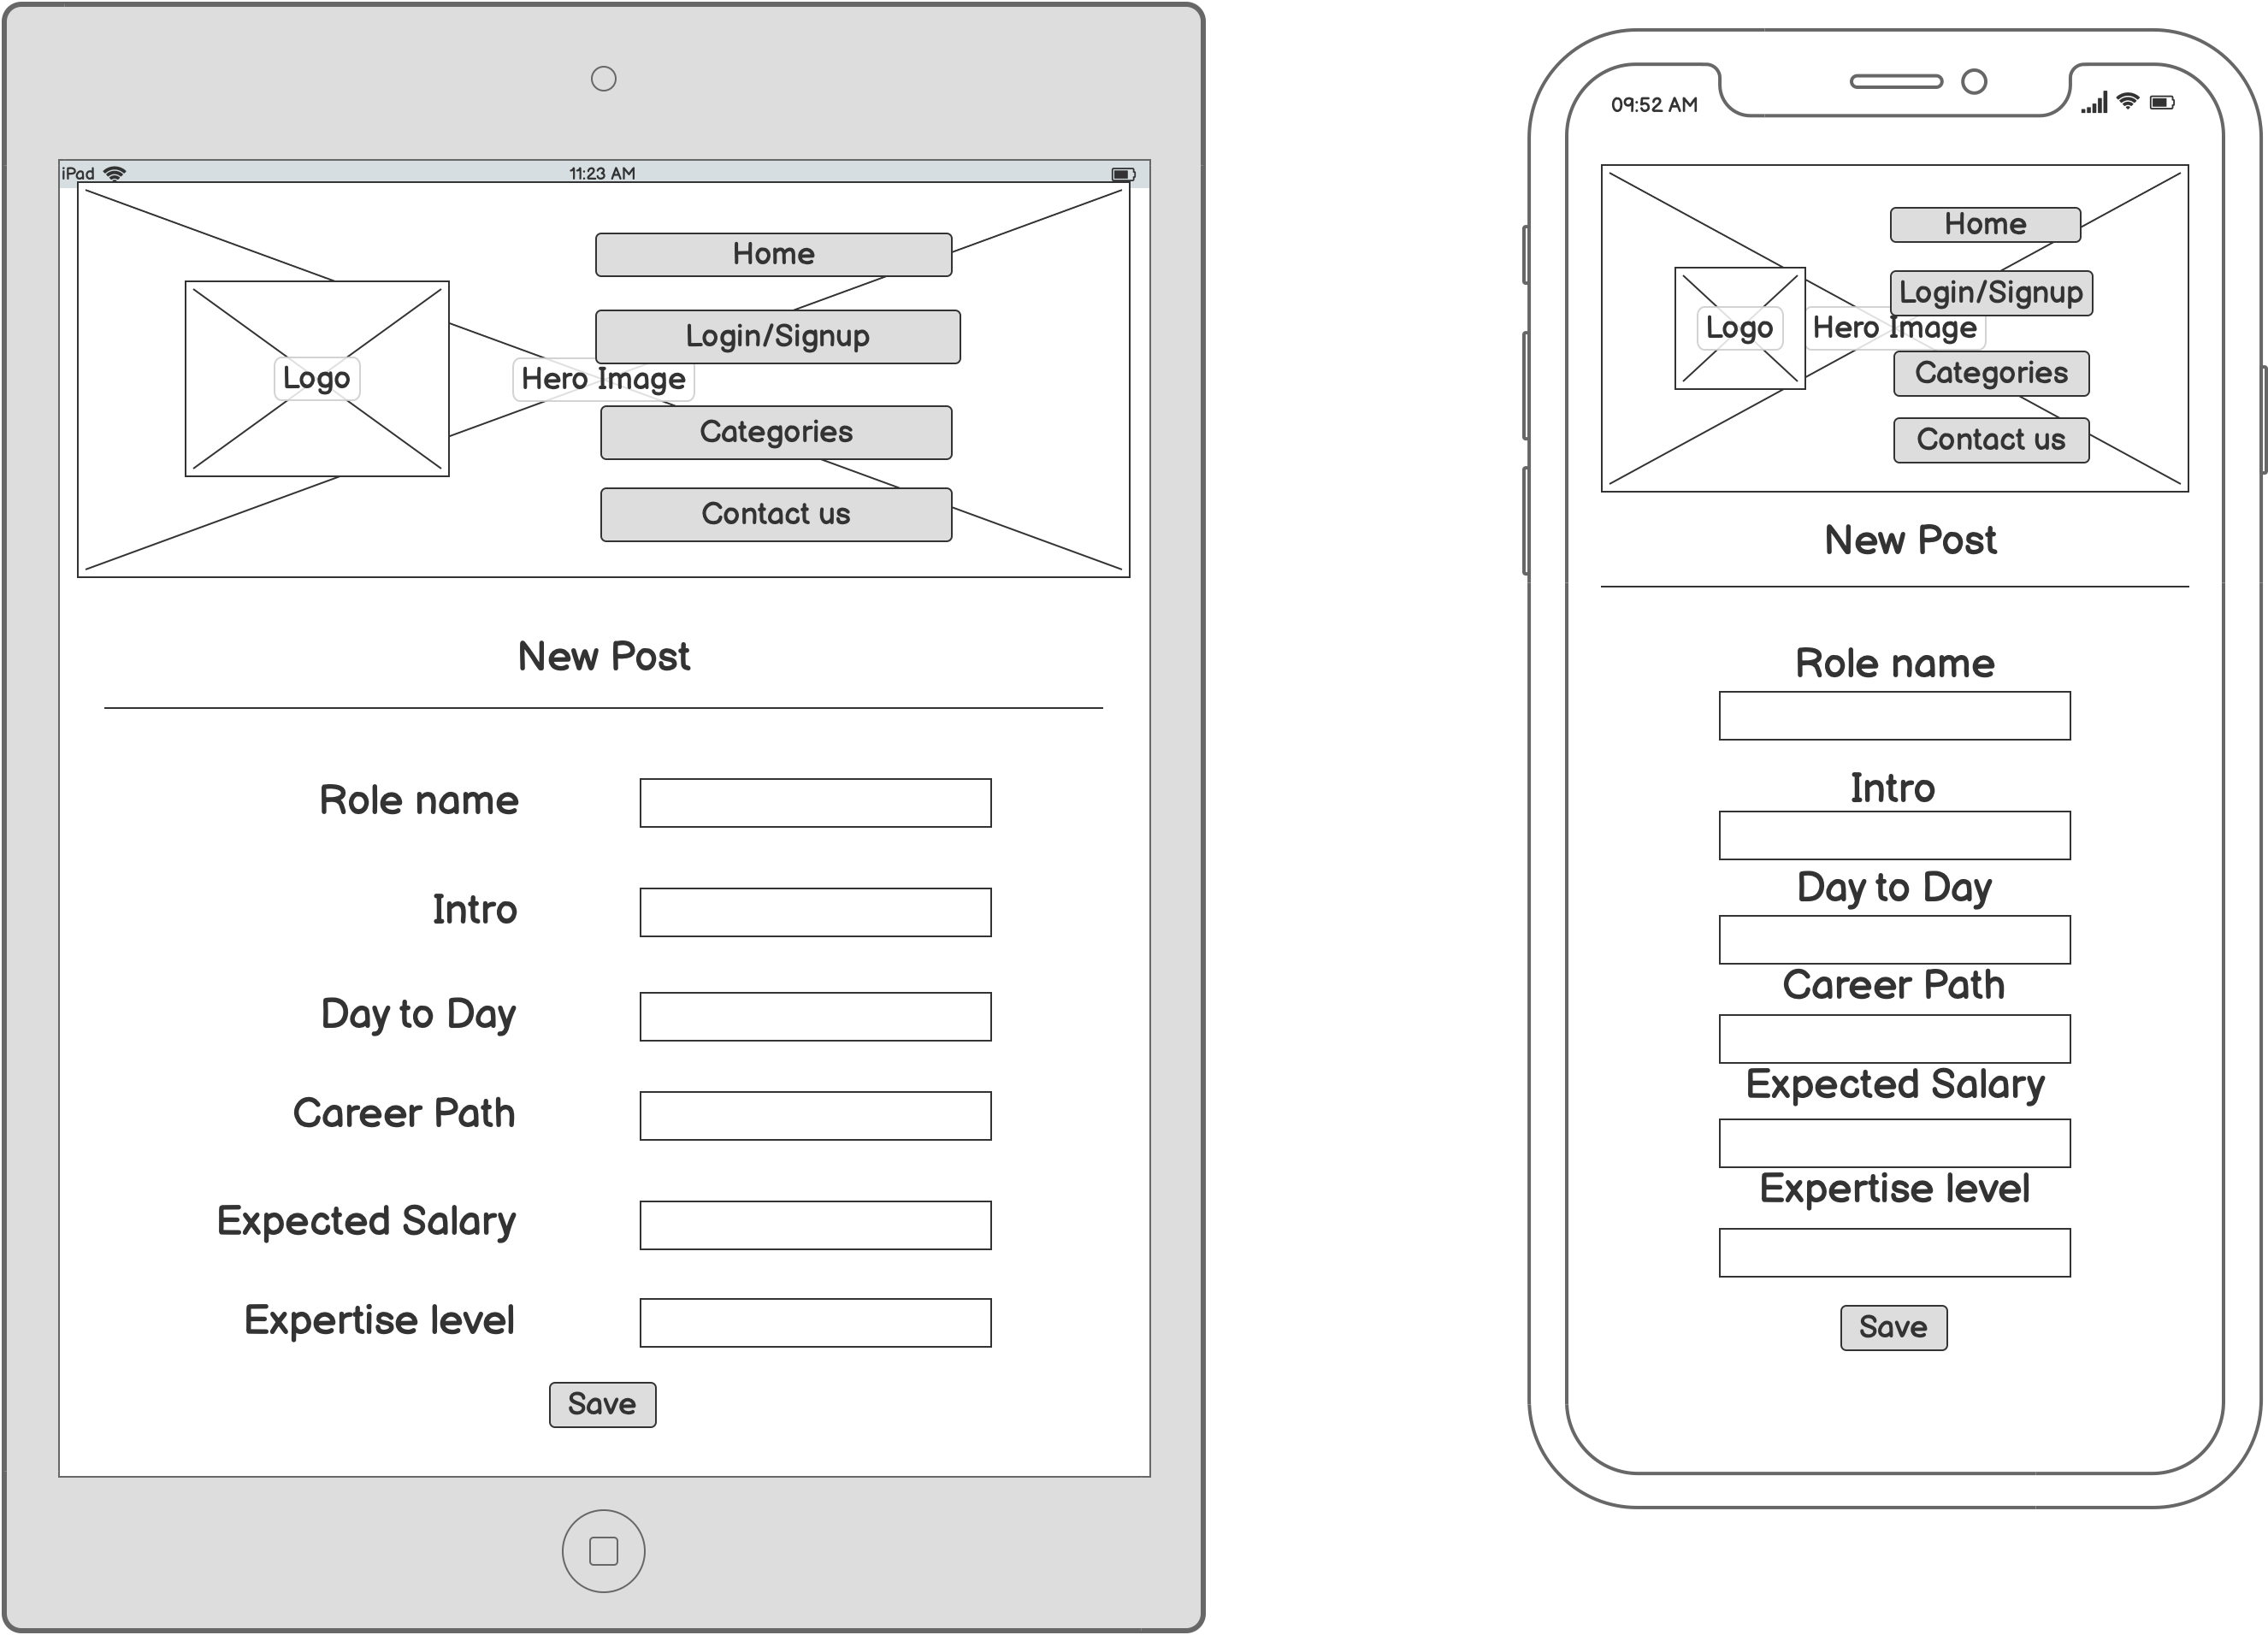 iPad
11:23 AM
Home
Login/Signup
Logo
Hero Image
Categories
Contact us
New Post
Role name
Intro
Day to Day
Career Path
Expected Salary
Expertise level
Save
09:52 AM
Home
Login/Signup
Logo
Hero Image
Categories
Contact us
New Post
Role name
Intro
Day to Day
Career Path
Expected Salary
Expertise level
Save